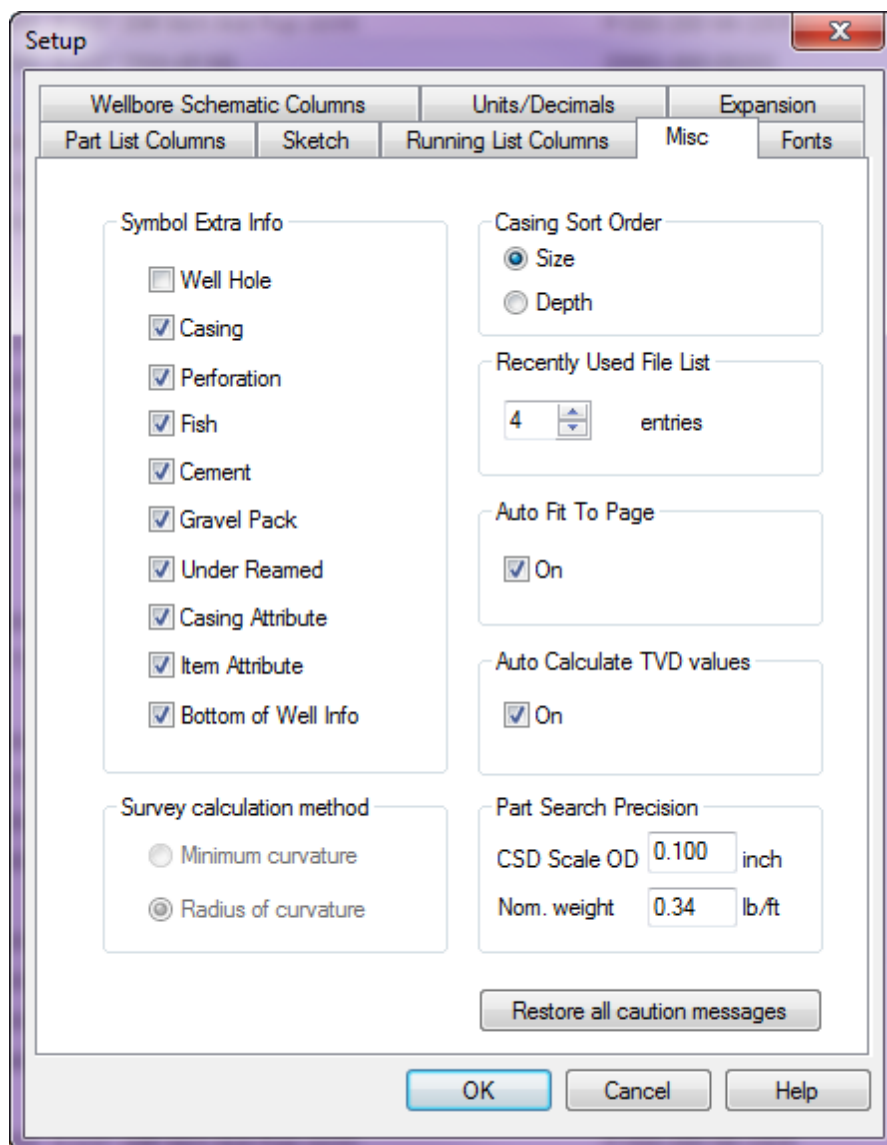 Setup
Wellbore Schematic Columns Units/Decimals Expansion
Part List Columns Sketch Running List Columns Misc Fonts
Symbol Extra Info
Well Hole
Casing
Perforation
Fish
Cement
Gravel Pack
Under Reamed
Casing Attribute
Item Attribute
Bottom of Well Info
Survey calculation method
Minimum curvature
Radius of curvature
Casing Sort Order
Size
Depth
Recently Used File List
4 entries
Auto Fit To Page
On
Auto Calculate TVD values
On
Part Search Precision
CSD Scale OD 0.100 inch
Nom. weight 0.34 lb/ft
Restore all caution messages
OK Cancel Help